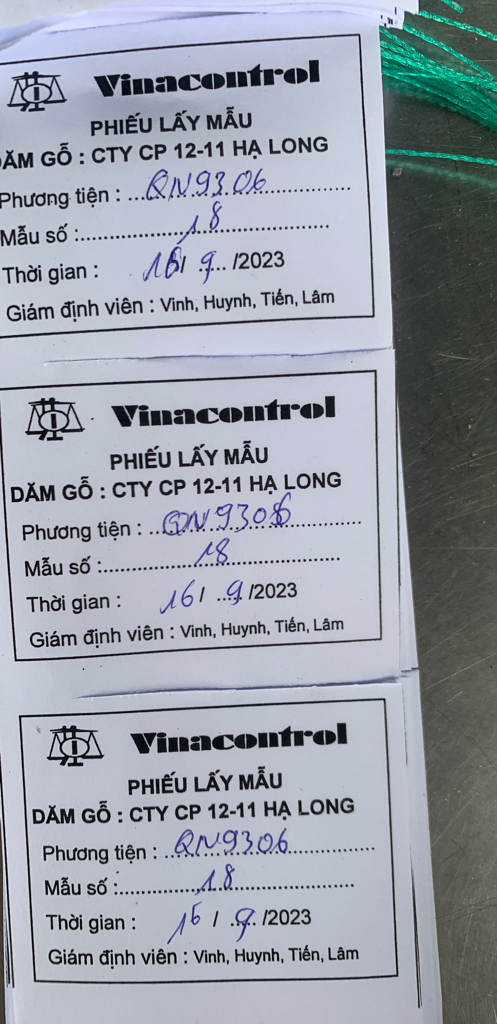 Vinacontrol
PHIẾU LẤY MẪU
DĂM GỖ : CTY CP 12-11 HẠ LONG
Phương tiện : QN9306
Mẫu số : 18
Thời gian : 16/ 9 /2023
Giám định viên : Vinh, Huynh, Tiến, Lâm
Vinacontrol
PHIẾU LẤY MẪU
DĂM GỖ : CTY CP 12-11 HẠ LONG
Phương tiện : QN9306
Mẫu số : 18
Thời gian : 16/ 9 /2023
Giám định viên : Vinh, Huynh, Tiến, Lâm
Vinacontrol
PHIẾU LẤY MẪU
DĂM GỖ : CTY CP 12-11 HẠ LONG
Phương tiện : QN9306
Mẫu số : 18
Thời gian : 16 / 9 /2023
Giám định viên : Vinh, Huynh, Tiến, Lâm